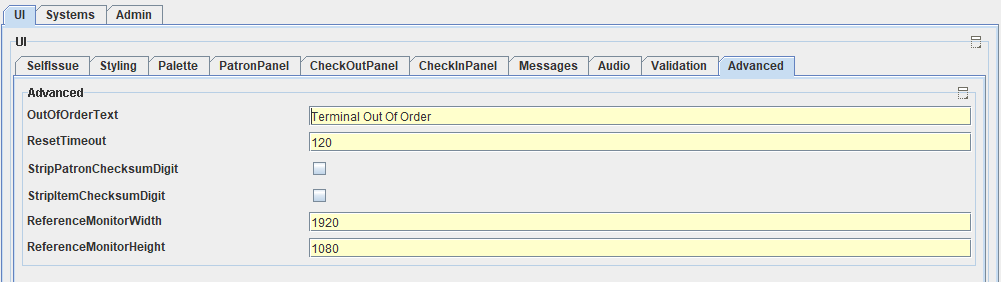 UI Systems Admin
UI
SelfIssue Styling Palette PatronPanel CheckOutPanel CheckInPanel Messages Audio Validation Advanced
Advanced
OutOfOrderText Terminal Out Of Order
ResetTimeout 120
StripPatronChecksumDigit
StripItemChecksumDigit
ReferenceMonitorWidth 1920
ReferenceMonitorHeight 1080